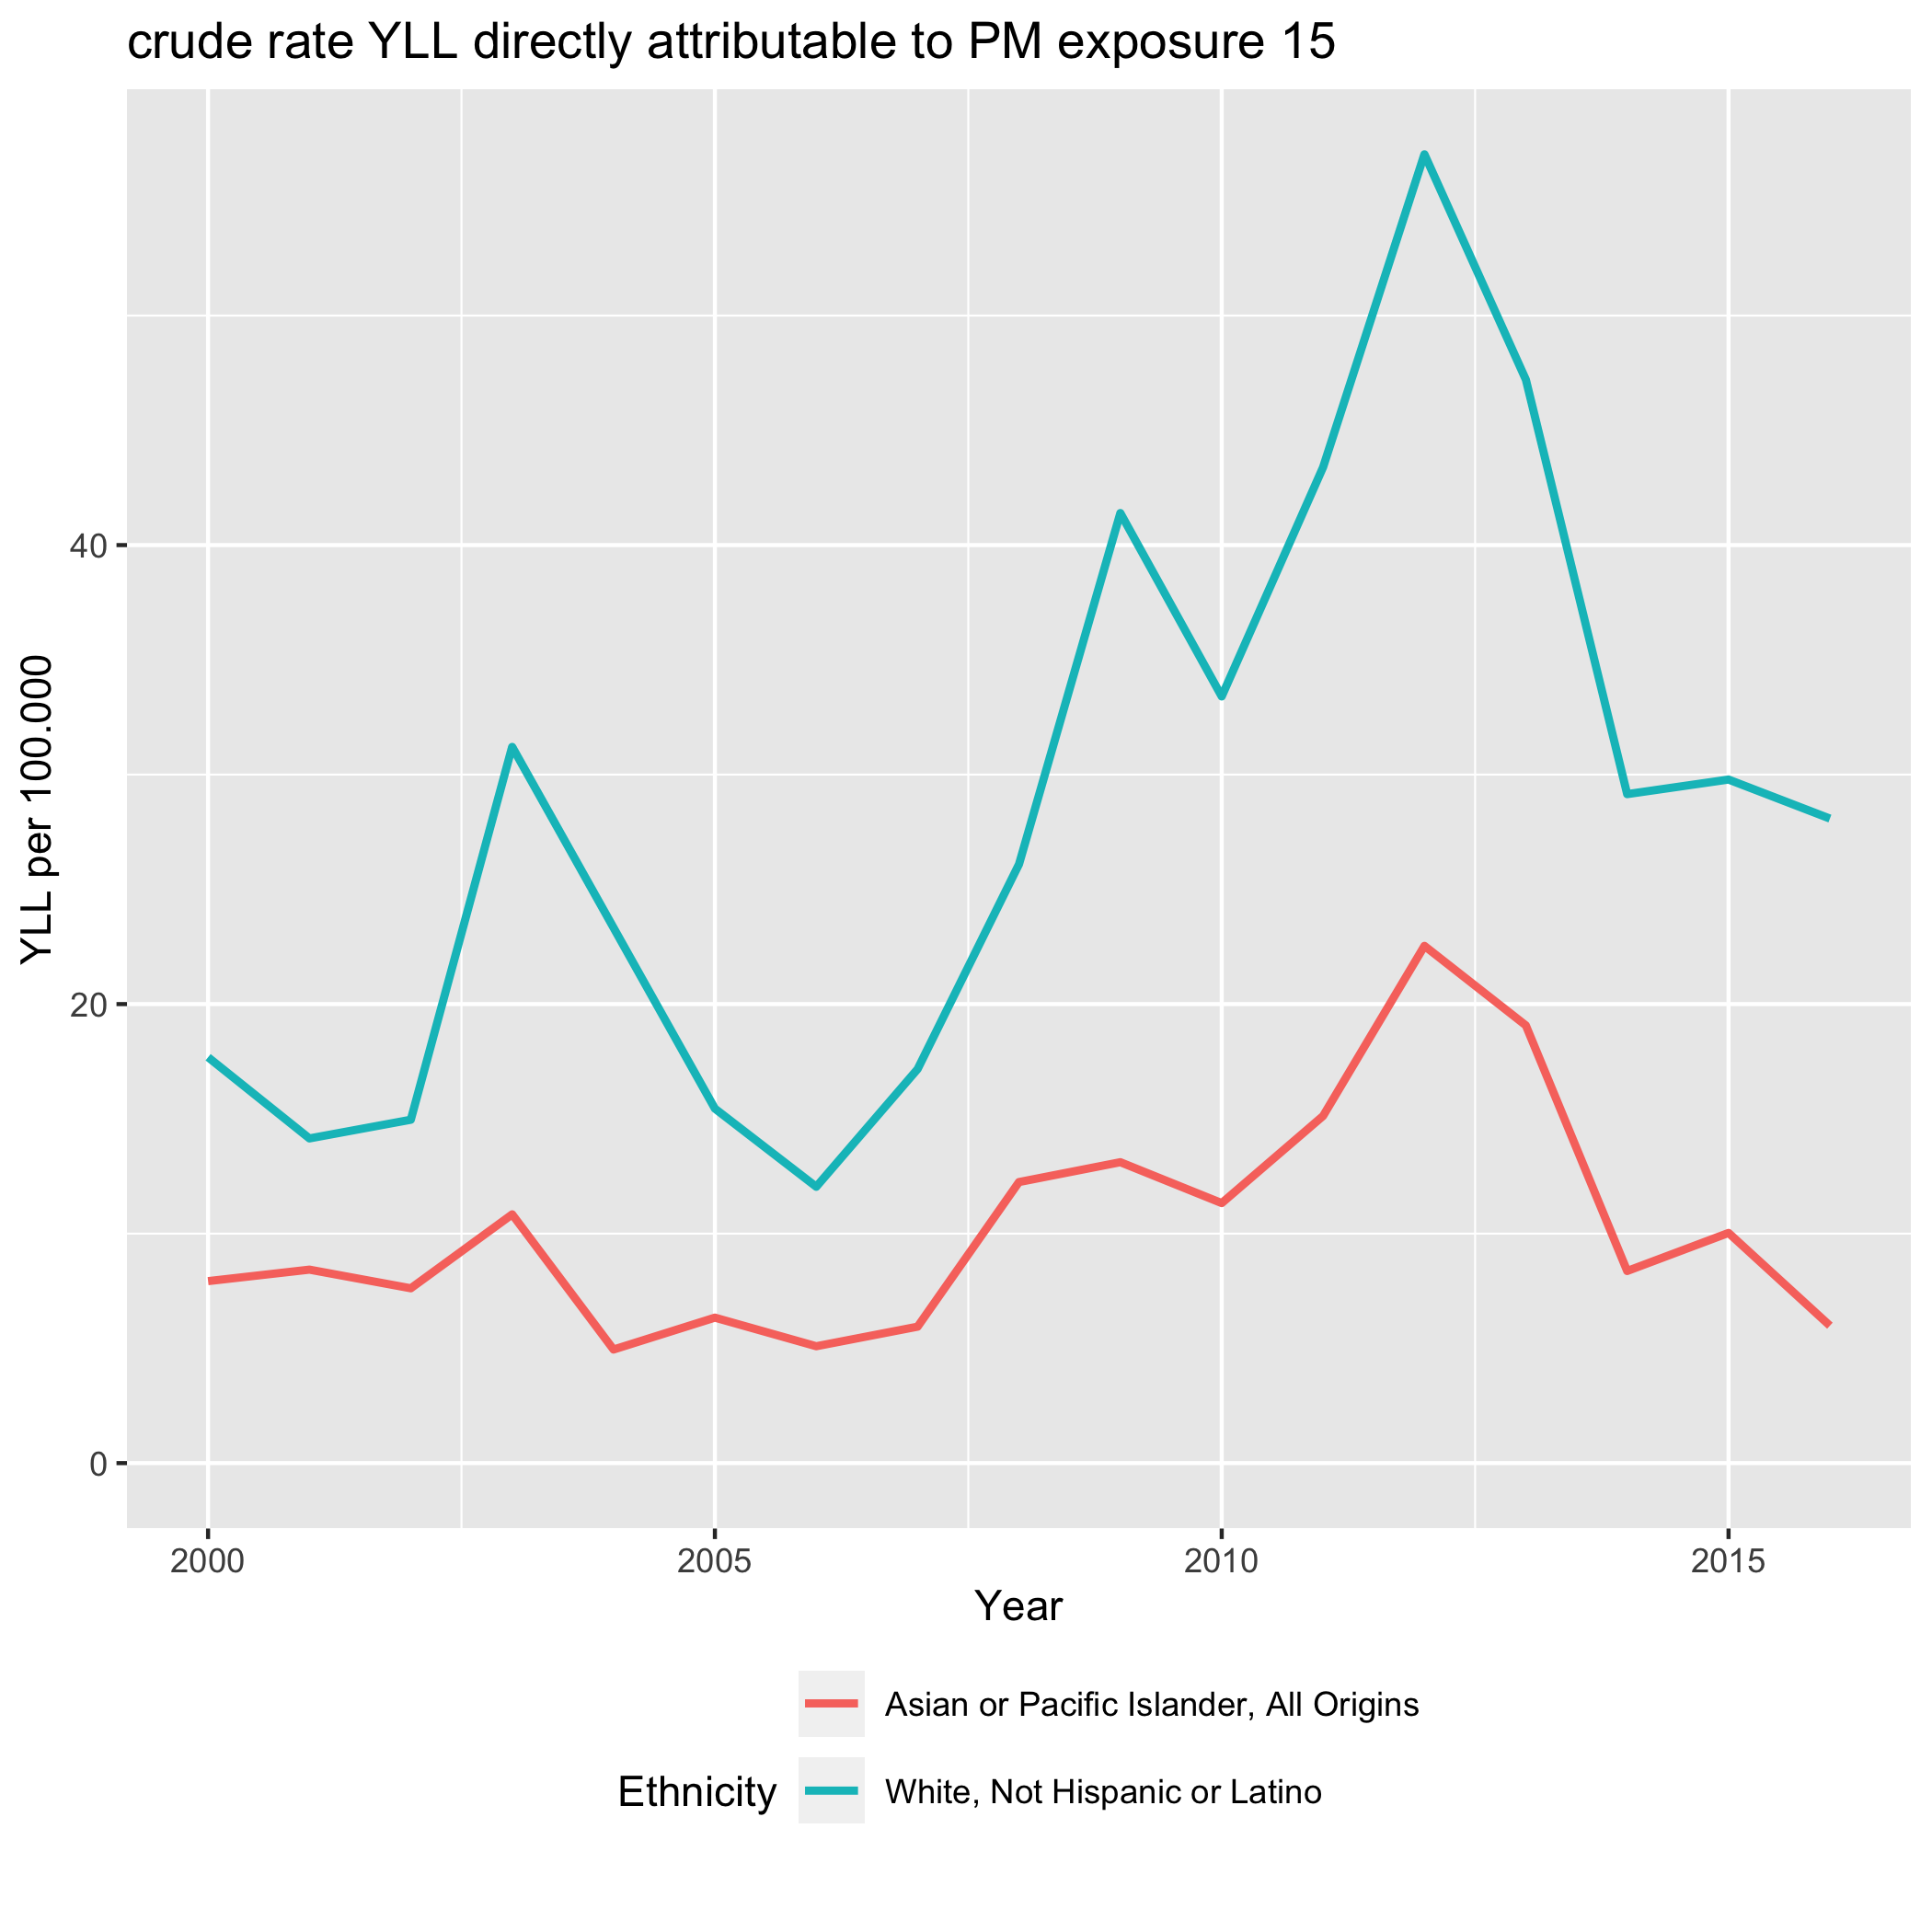 crude rate YLL directly attributable to PM exposure 15
YLL per 100.000
40
20
0
2000 2005 2010 2015
Year
Ethnicity
Asian or Pacific Islander, All Origins
White, Not Hispanic or Latino